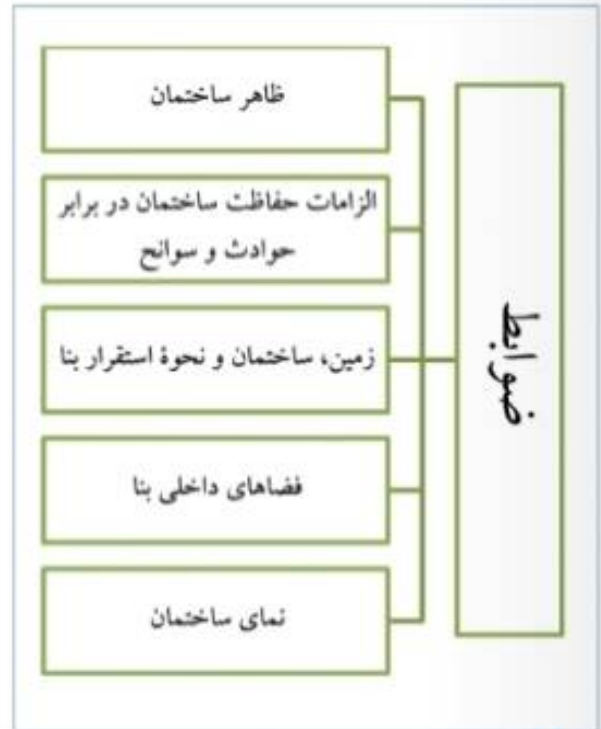 ضوابط
ظاهر ساختمان
الزامات حفاظت ساختمان در برابر
حوادث و سوانح
زمین، ساختمان و نحوۀ استقرار بنا
فضاهای داخلی بنا
نمای ساختمان